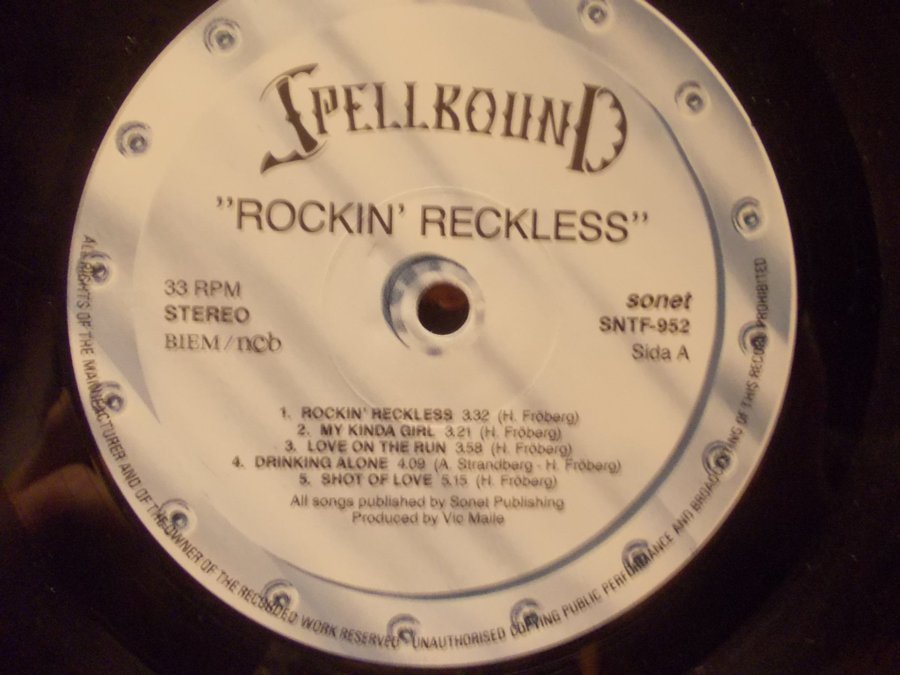 SPELLBOUND
"ROCKIN' RECKLESS"
33 RPM
STEREO
BIEM/ncb
sonet
SNTF-952
Sida A
1. ROCKIN' RECKLESS 3.32 (H. Fröberg)
2. MY KINDA GIRL 3.21 (H. Fröberg)
3. LOVE ON THE RUN 3.58 (H. Fröberg)
4. DRINKING ALONE 4.09 (A. Strandberg - H. Fröberg)
5. SHOT OF LOVE 5.15 (H. Fröberg)
All songs published by Sonet Publishing
Produced by Vic Maile
ALL RIGHTS OF THE MANUFACTURER AND OF THE OWNER OF THE RECORDED WORK RESERVED - UNAUTHORISED COPYING PUBLIC PERFORMANCE AND BROADCASTING OF THIS RECORD PROHIBITED